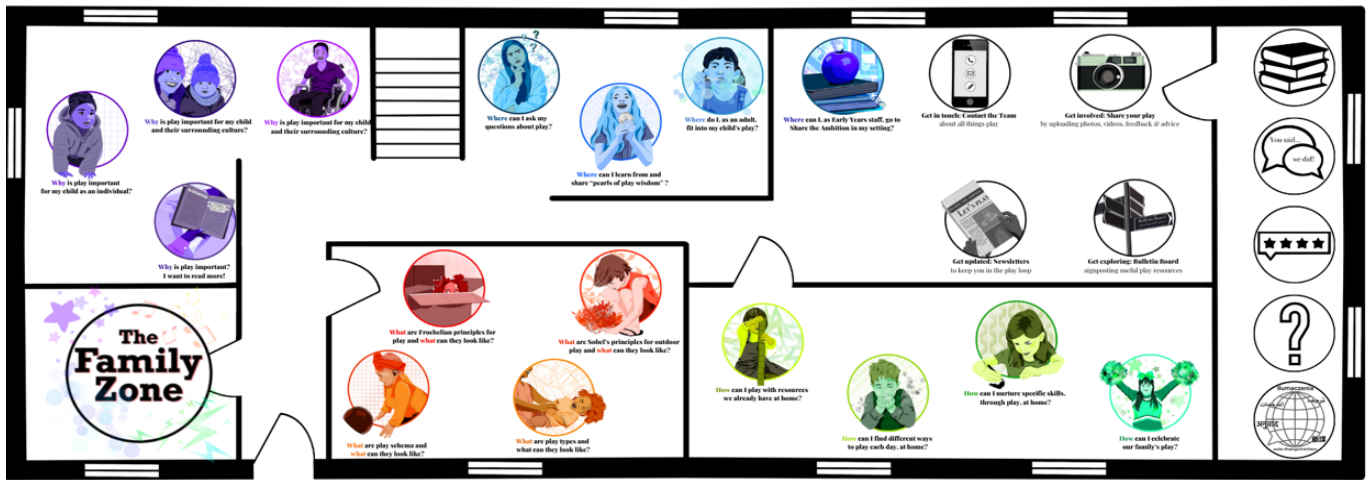 Why is play important for my child
and their surrounding culture?
Why is play important for my child
and their surrounding culture?
Why is play important
for my child as an individual?
Why is play important?
I want to read more!
Where can I ask my
questions about play?
Where can I learn from and
share "pearls of play wisdom" ?
Where do I, as an adult,
fit into my child's play?
Where can I, as Early Years staff, go to
Share the Ambition in my setting?
Get in touch: Contact the Team
about all things play
Get involved: Share your play
by uploading photos, videos, feedback & advice
LET'S PLAY
Get updated: Newsletters
to keep you in the play loop
Get exploring: Bulletin Board
signposting useful play resources
The
Family
Zone
What are Froebelian principles for
play and what can they look like?
What are Sobel's principles for outdoor
play and what can they look like?
What are play schema and
what can they look like?
What are play types and
what can they look like?
How can I play with resources
we already have at home?
How can I find different ways
to play each day, at home?
How can I nurture specific skills,
through play, at home?
How can I celebrate
our family's play?
You said...
we did!
?
tłumaczenia
अनुवाद